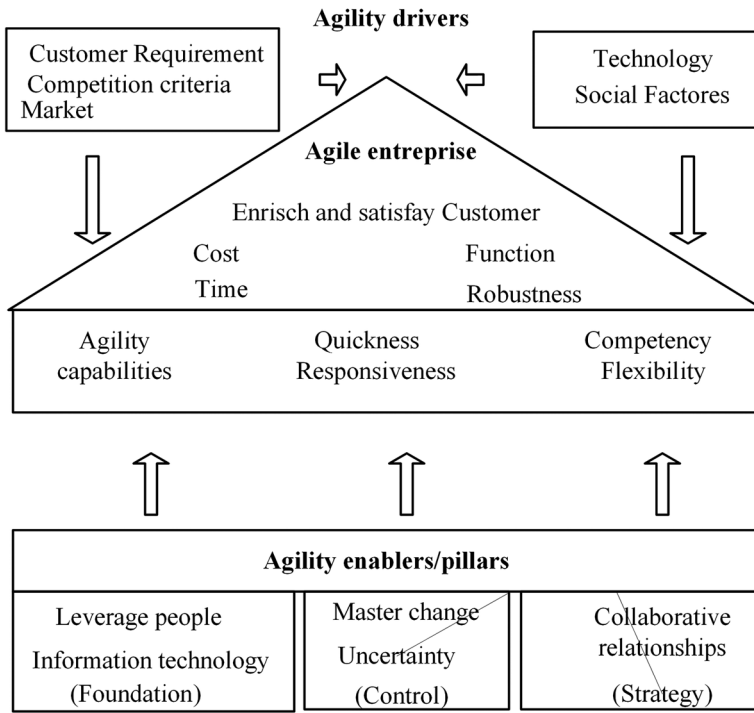 Agility drivers
Customer Requirement
Competition criteria
Market
Technology
Social Factores
Agile entreprise
Enrisch and satisfay Customer
Cost
Function
Time
Robustness
Agility
capabilities
Quickness
Responsiveness
Competency
Flexibility
Agility enablers/pillars
Leverage people
Information technology
(Foundation)
Master change
Uncertainty
(Control)
Collaborative
relationships
(Strategy)